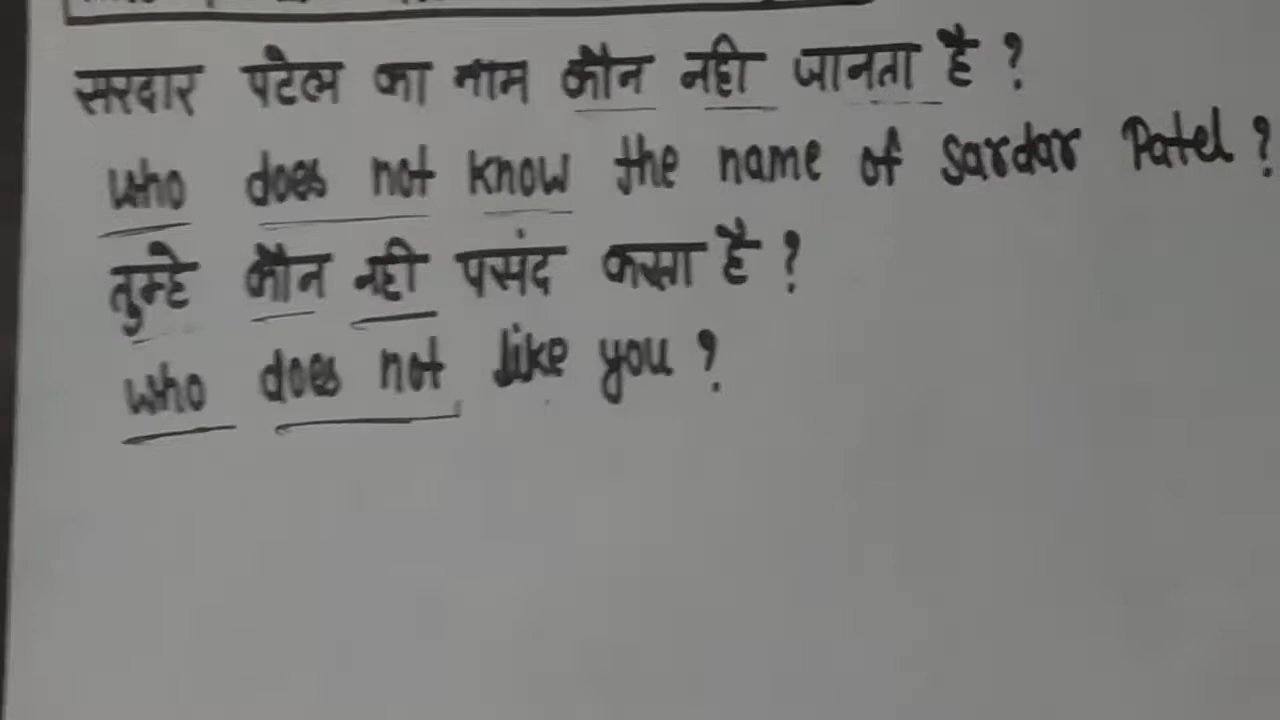 सरदार पटेल का नाम कौन नही जानता है ?
who does not know the name of Sardar Patel ?
तुम्हे कौन नही पसंद करता है ?
who does not like you ?